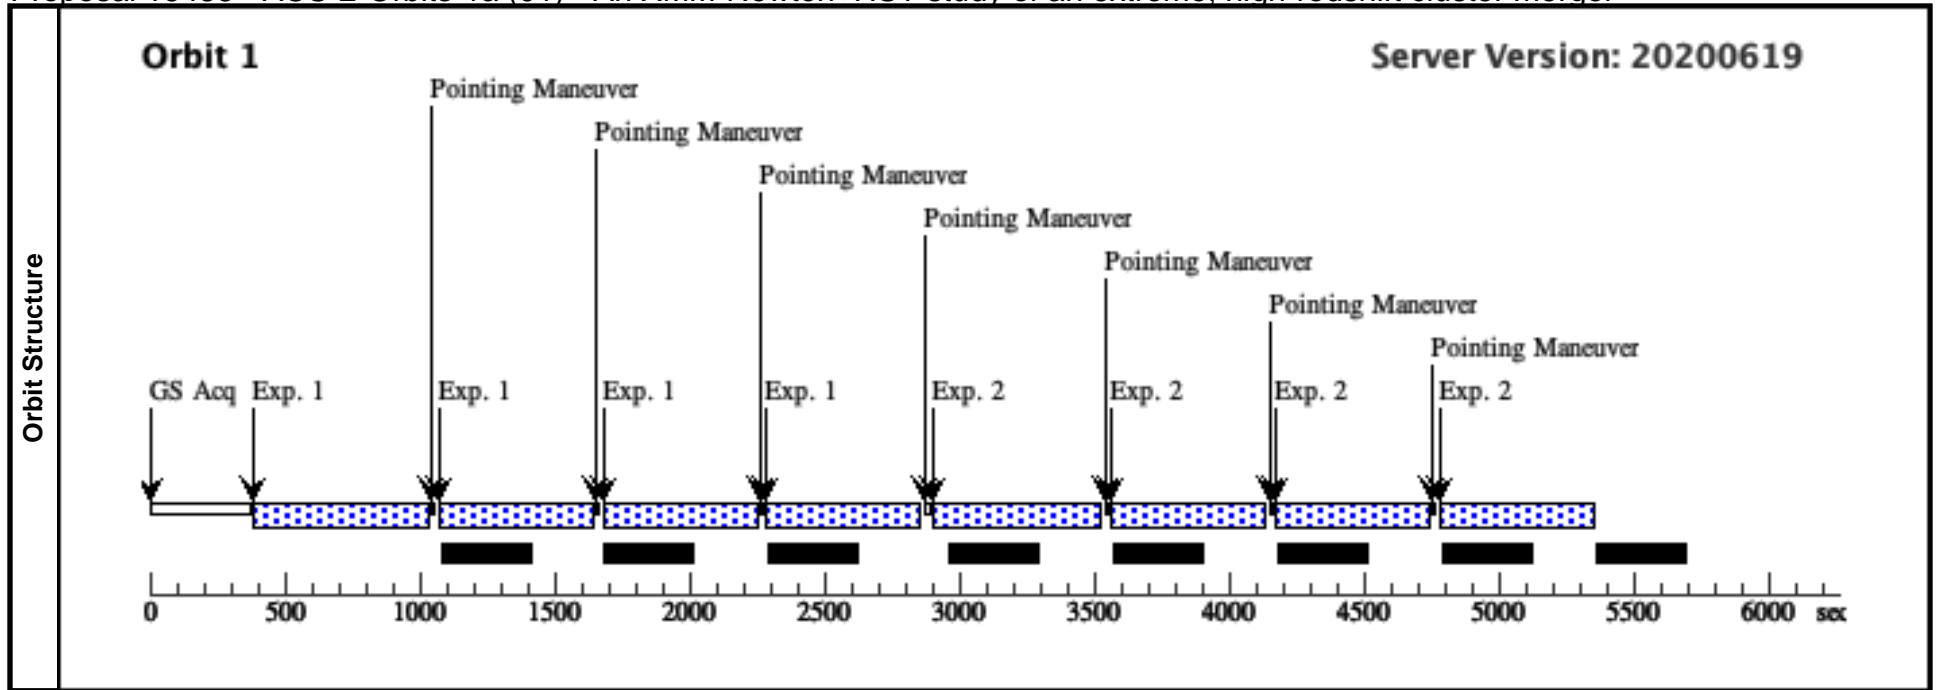 Orbit 1
Server Version: 20200619
Pointing Maneuver
Pointing Maneuver
Pointing Maneuver
Pointing Maneuver
Pointing Maneuver
Pointing Maneuver
Pointing Maneuver
GS Acq Exp. 1 Exp. 1 Exp. 1 Exp. 1 Exp. 2 Exp. 2 Exp. 2 Exp. 2
Orbit Structure
0 500 1000 1500 2000 2500 3000 3500 4000 4500 5000 5500 6000 sec